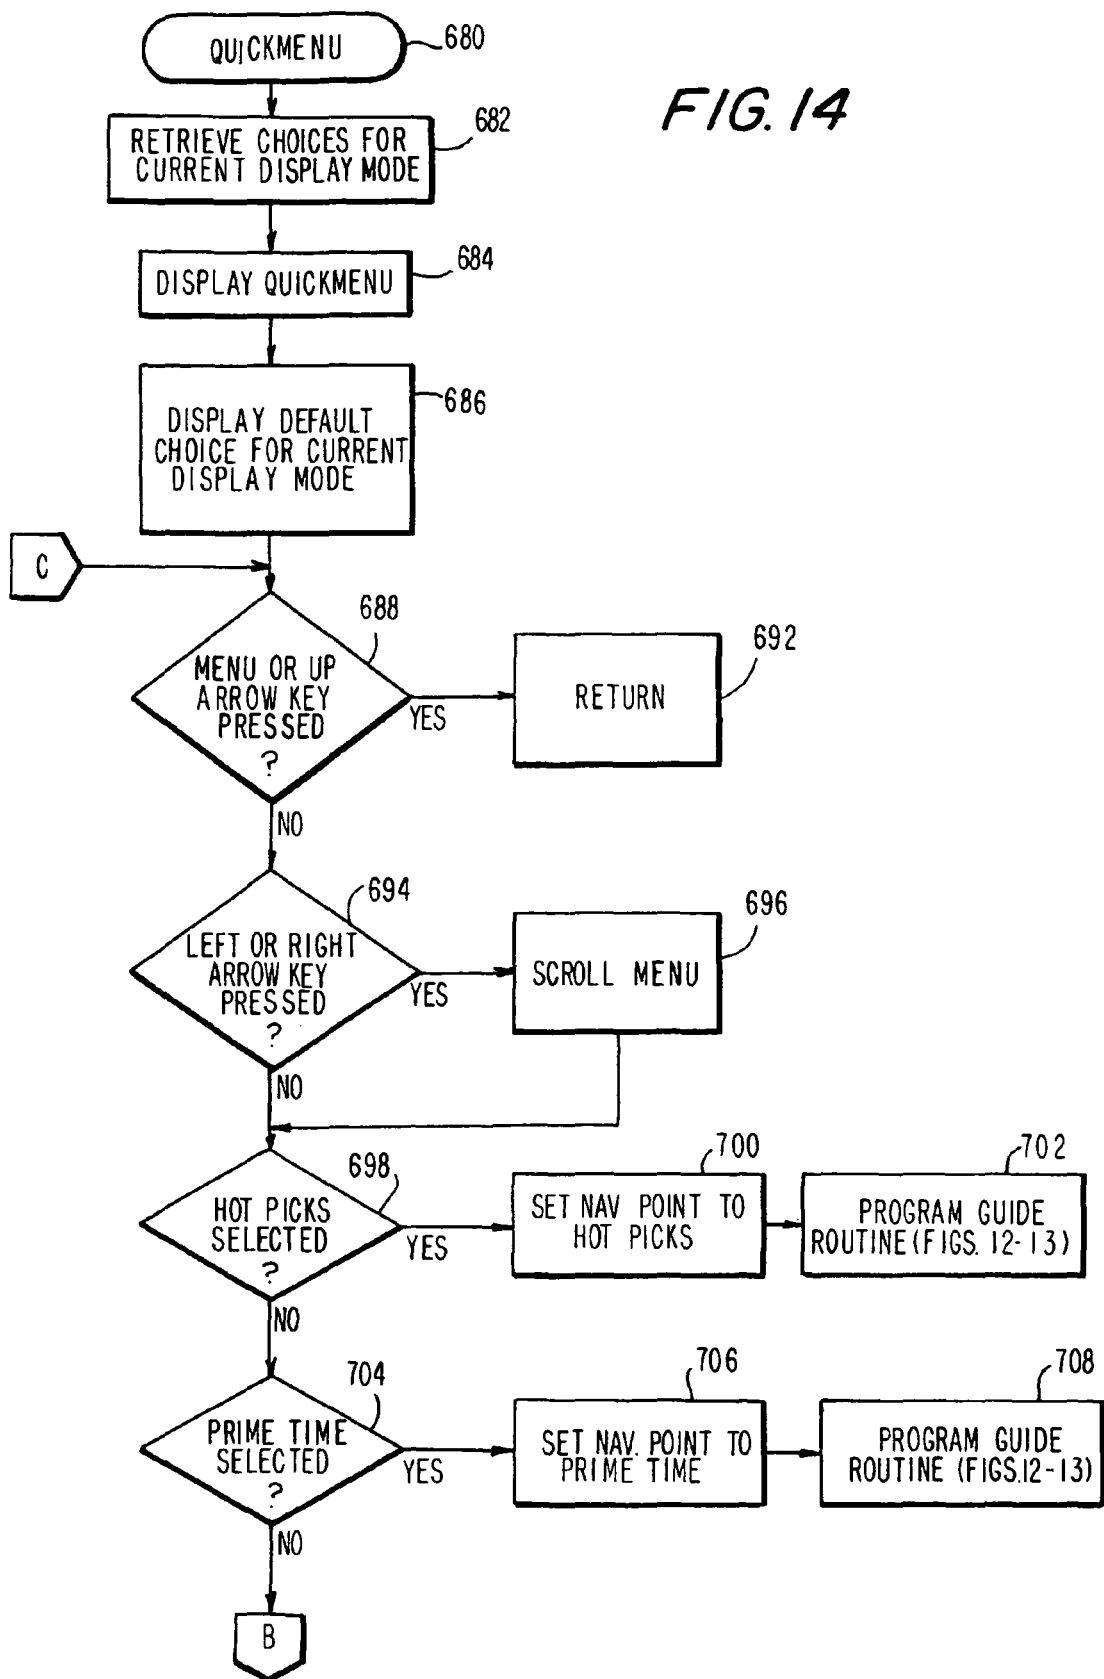 QUICKMENU
680
FIG. 14
RETRIEVE CHOICES FOR
CURRENT DISPLAY MODE
682
DISPLAY QUICKMENU
684
DISPLAY DEFAULT
CHOICE FOR CURRENT
DISPLAY MODE
686
C
MENU OR UP
ARROW KEY
PRESSED
?
688
YES
RETURN
692
NO
LEFT OR RIGHT
ARROW KEY
PRESSED
?
694
YES
SCROLL MENU
696
NO
HOT PICKS
SELECTED
?
698
YES
SET NAV POINT TO
HOT PICKS
700
PROGRAM GUIDE
ROUTINE (FIGS. 12-13)
702
NO
PRIME TIME
SELECTED
?
704
YES
SET NAV. POINT TO
PRIME TIME
706
PROGRAM GUIDE
ROUTINE (FIGS.12-13)
708
NO
B